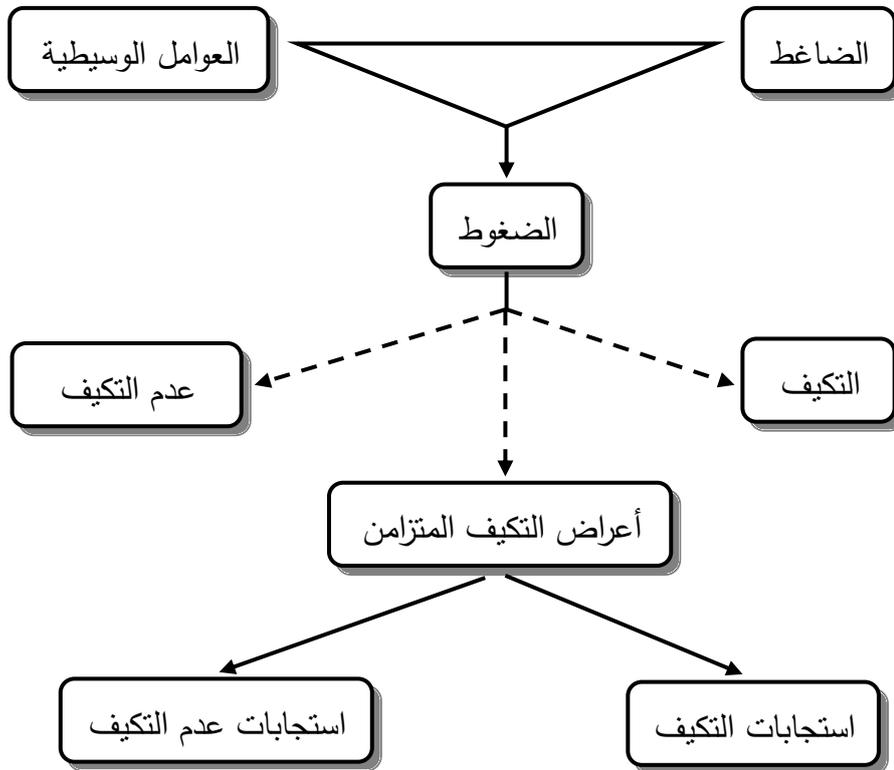 الضاغط
العوامل الوسيطية
الضغوط
التكيف
عدم التكيف
أعراض التكيف المتزامن
استجابات التكيف
استجابات عدم التكيف